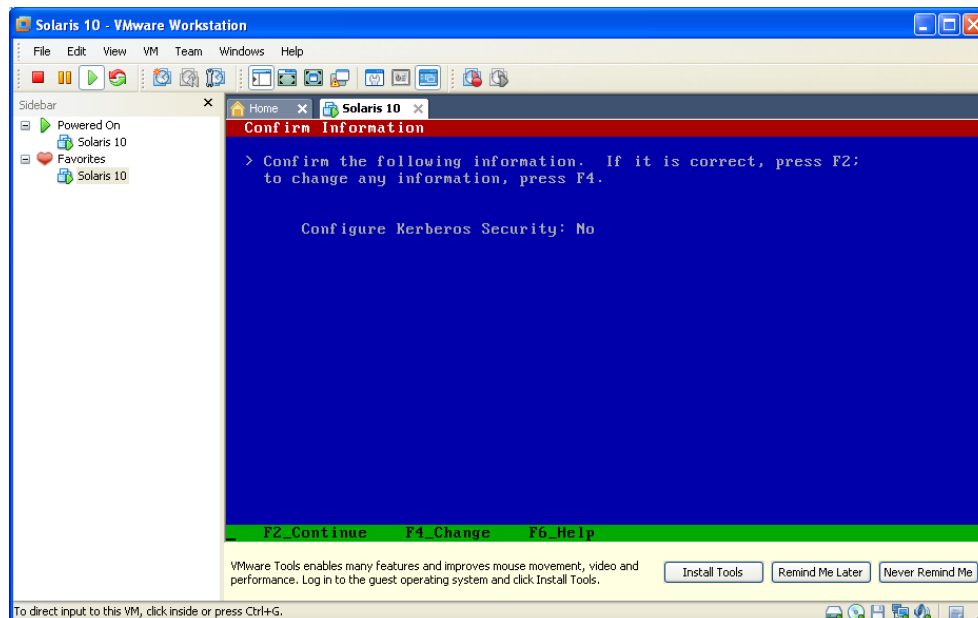 Solaris 10 - VMware Workstation
File Edit View VM Team Windows Help
Sidebar
Powered On
Solaris 10
Favorites
Solaris 10
Home Solaris 10
Confirm Information
> Confirm the following information. If it is correct, press F2;
to change any information, press F4.
Configure Kerberos Security: No
F2_Continue F4_Change F6_Help
VMware Tools enables many features and improves mouse movement, video and
performance. Log in to the guest operating system and click Install Tools.
Install Tools Remind Me Later Never Remind Me
To direct input to this VM, click inside or press Ctrl+G.